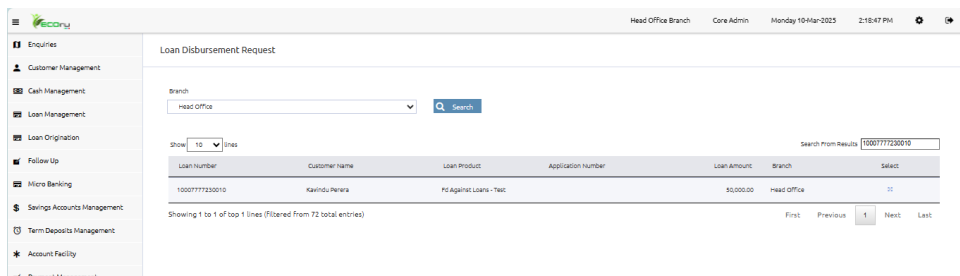 ecory
Head Office Branch Core Admin Monday 10-Mar-2025 2:18:47 PM
Enquiries
Customer Management
Cash Management
Loan Management
Loan Origination
Follow Up
Micro Banking
Savings Accounts Management
Term Deposits Management
Account Facility
Loan Disbursement Request
Branch
Head Office
Search
Show 10 lines
Search From Results 10007777230010
Loan Number Customer Name Loan Product Application Number Loan Amount Branch Select
10007777230010 Kavindu Perera Fd Against Loans - Test 50,000.00 Head Office
Showing 1 to 1 of top 1 lines (filtered from 72 total entries)
First Previous 1 Next Last